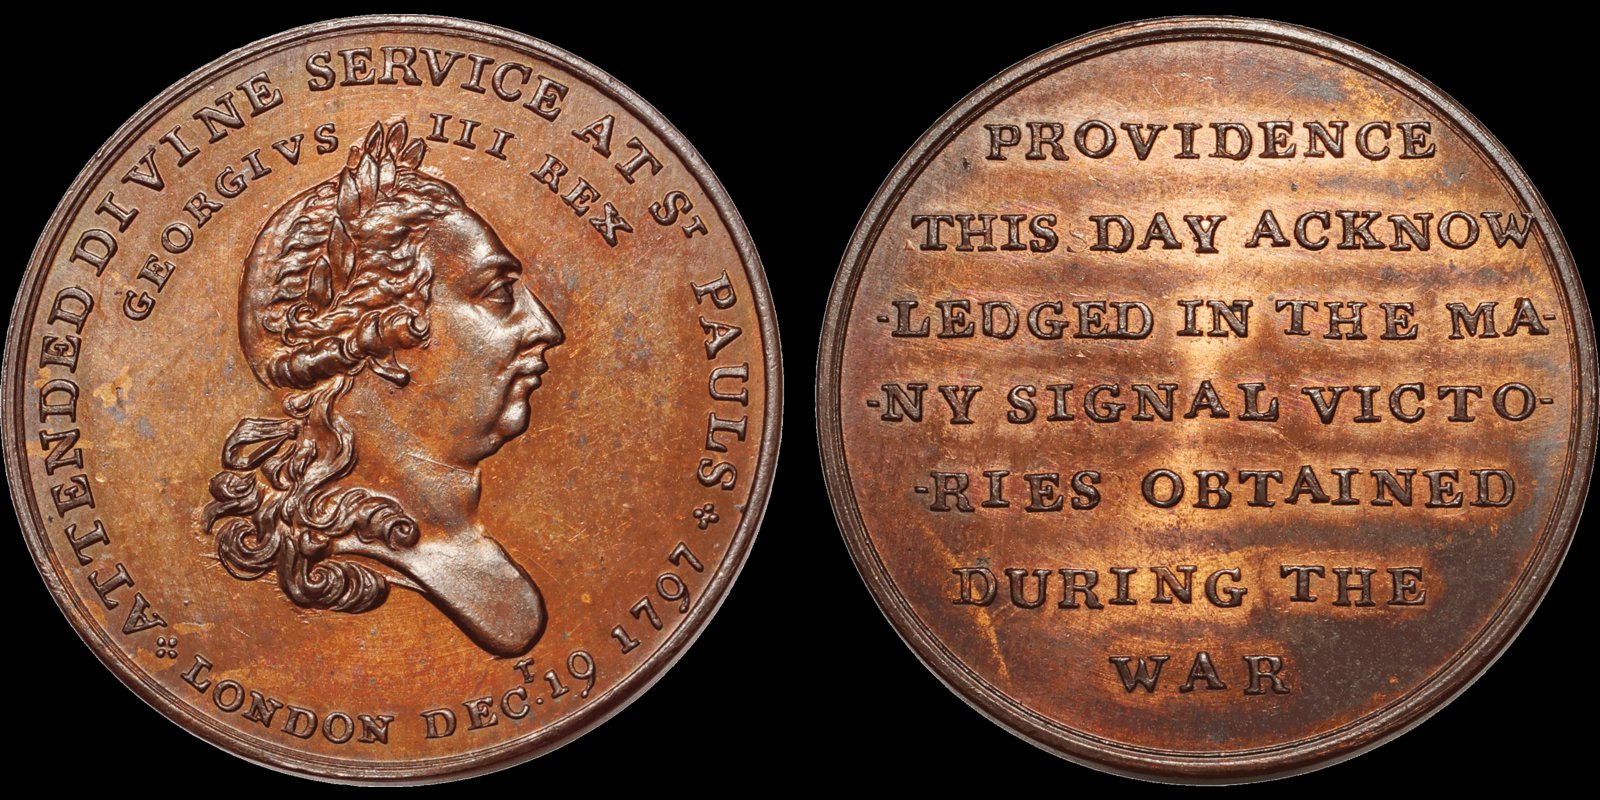 ATTENDED DIVINE SERVICE AT Sᵀ PAULS
GEORGIVS III REX
LONDON DECʳ. 19 1797
PROVIDENCE
THIS DAY ACKNOW
-LEDGED IN THE MA-
-NY SIGNAL VICTO-
-RIES OBTAINED
DURING THE
WAR